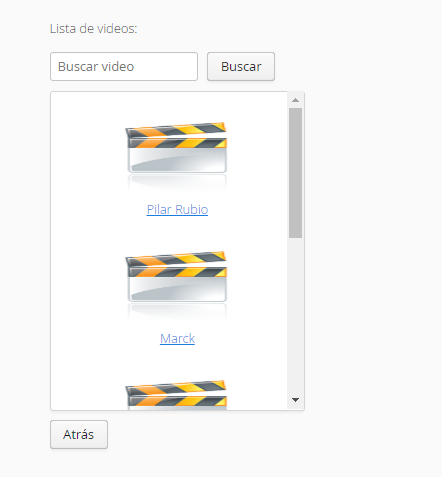 Lista de videos:
Buscar video Buscar
Pilar Rubio
Marck
Atrás